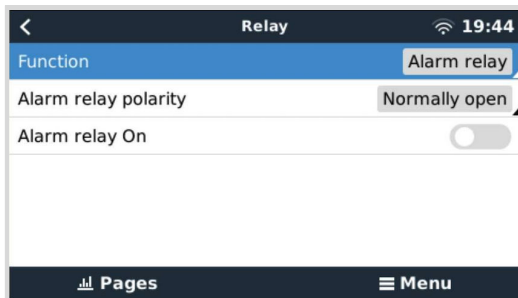 Relay 19:44
Function Alarm relay
Alarm relay polarity Normally open
Alarm relay On
Pages Menu